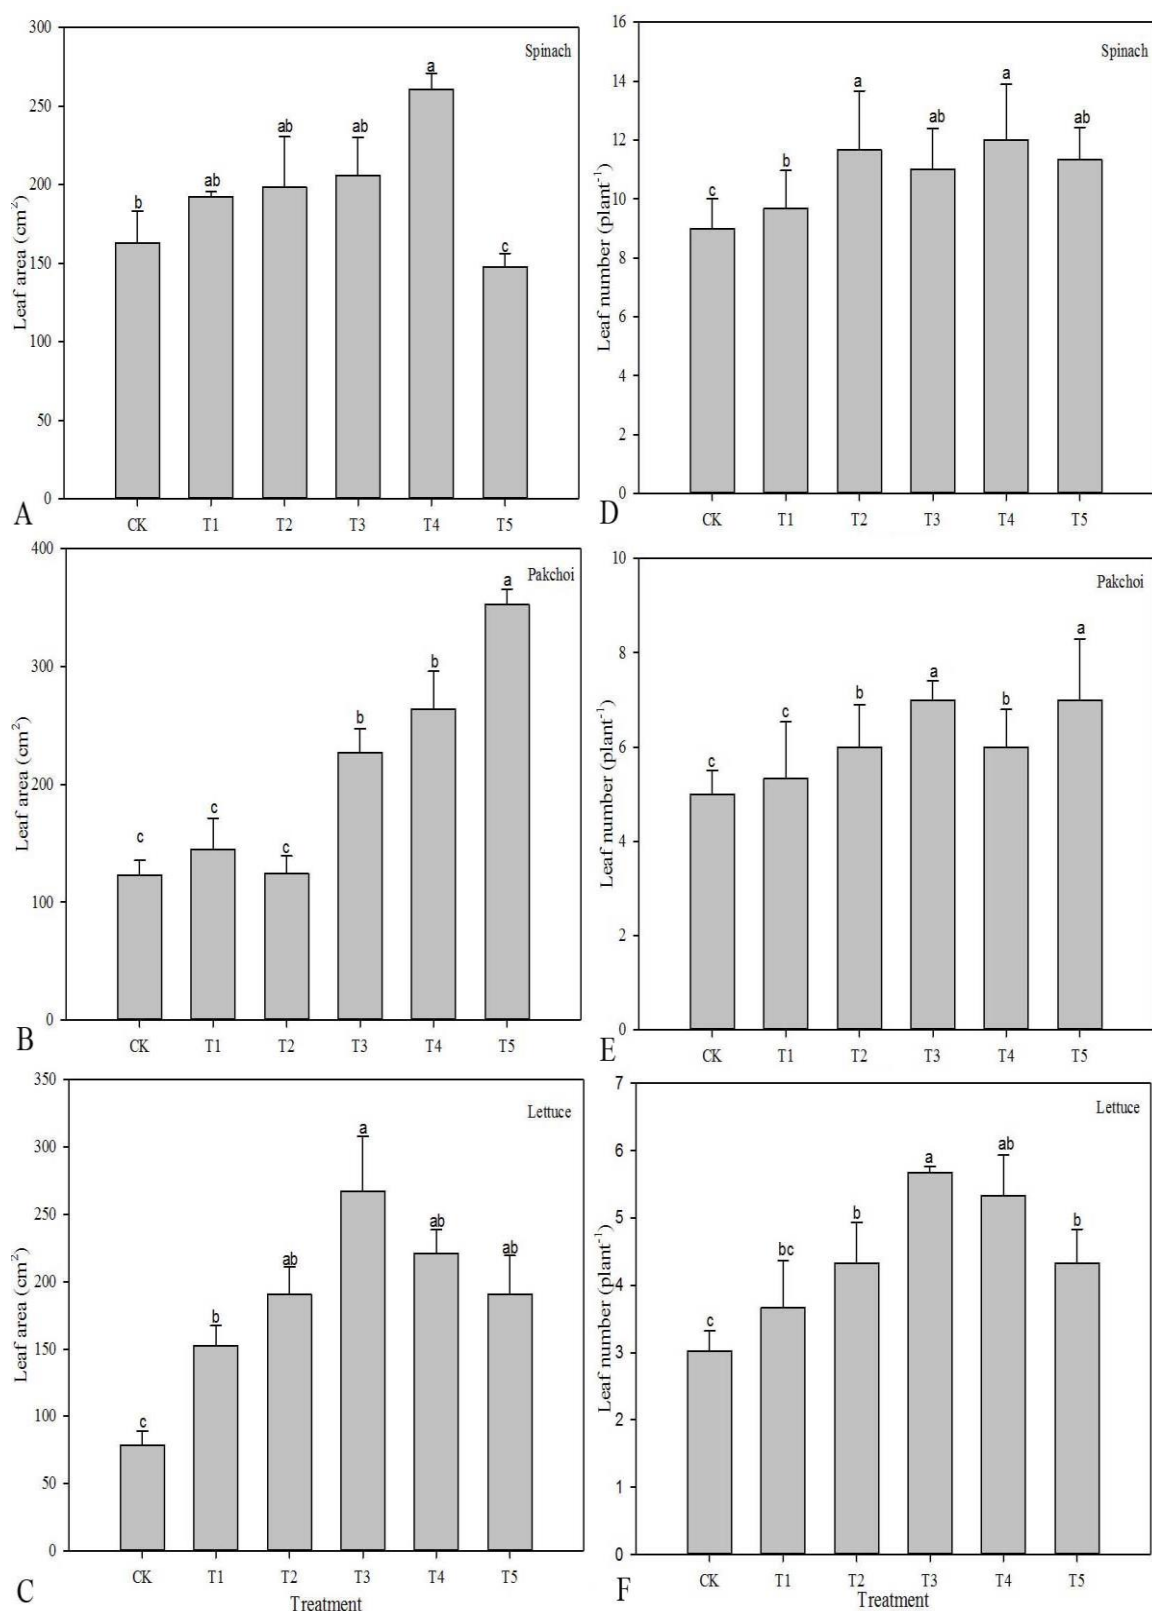 300
250
200
150
100
50
0
Leaf area (cm²)
Spinach
b
ab
ab
ab
a
c
CK T1 T2 T3 T4 T5
A
16
14
12
10
8
6
4
2
0
Leaf number (plant⁻¹)
Spinach
c
b
a
ab
a
ab
CK T1 T2 T3 T4 T5
D
400
300
200
100
0
Leaf area (cm²)
Pakchoi
c
c
c
b
b
a
CK T1 T2 T3 T4 T5
B
10
8
6
4
2
0
Leaf number (plant⁻¹)
Pakchoi
c
c
b
a
b
a
CK T1 T2 T3 T4 T5
E
350
300
250
200
150
100
50
0
Leaf area (cm²)
Lettuce
c
b
ab
a
ab
ab
CK T1 T2 T3 T4 T5
Treatment
C
7
6
5
4
3
2
1
0
Leaf number (plant⁻¹)
Lettuce
c
bc
b
a
ab
b
CK T1 T2 T3 T4 T5
Treatment
F